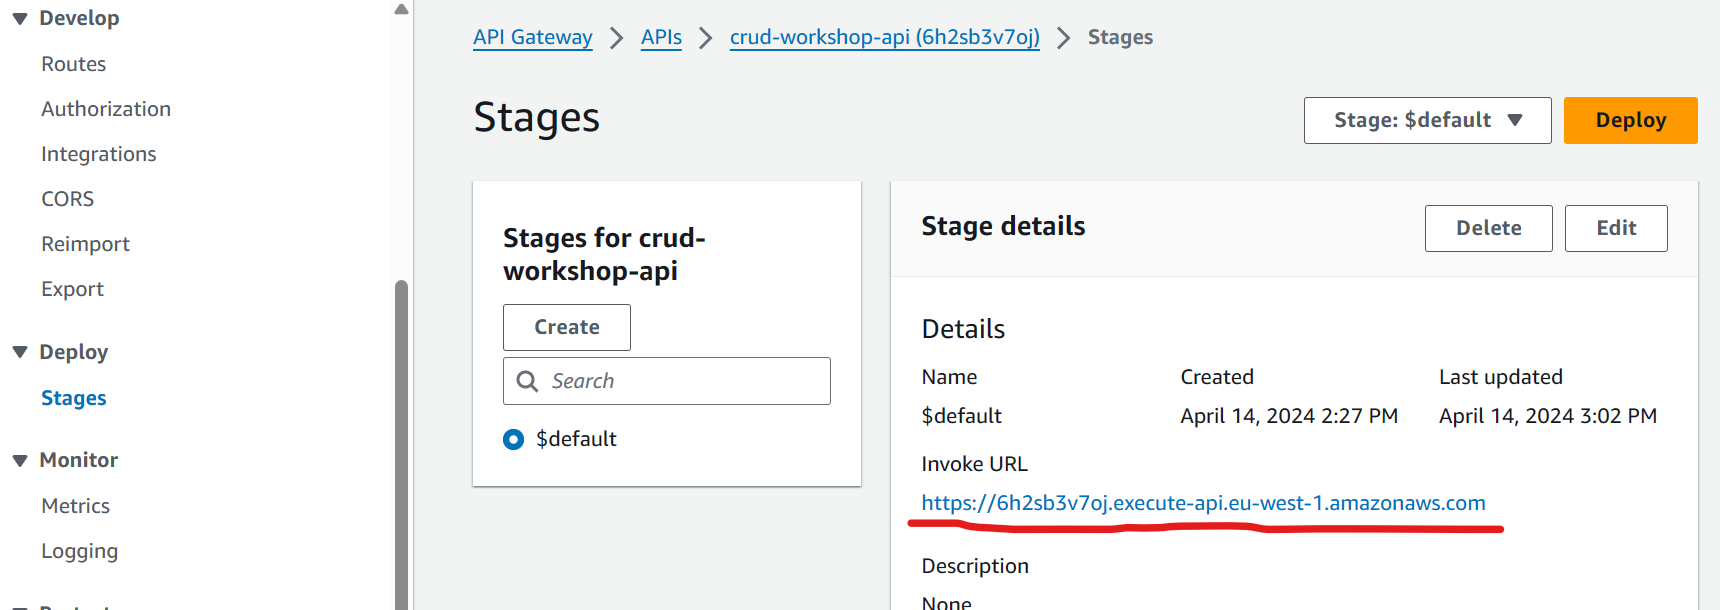 Develop
Routes
Authorization
Integrations
CORS
Reimport
Export
Deploy
Stages
Monitor
Metrics
Logging
API Gateway > APIs > crud-workshop-api (6h2sb3v7oj) > Stages
Stages
Stage: $default
Deploy
Stages for crud-
workshop-api
Create
Search
$default
Stage details
Delete
Edit
Details
Name
Created
Last updated
$default
April 14, 2024 2:27 PM
April 14, 2024 3:02 PM
Invoke URL
https://6h2sb3v7oj.execute-api.eu-west-1.amazonaws.com
Description
None